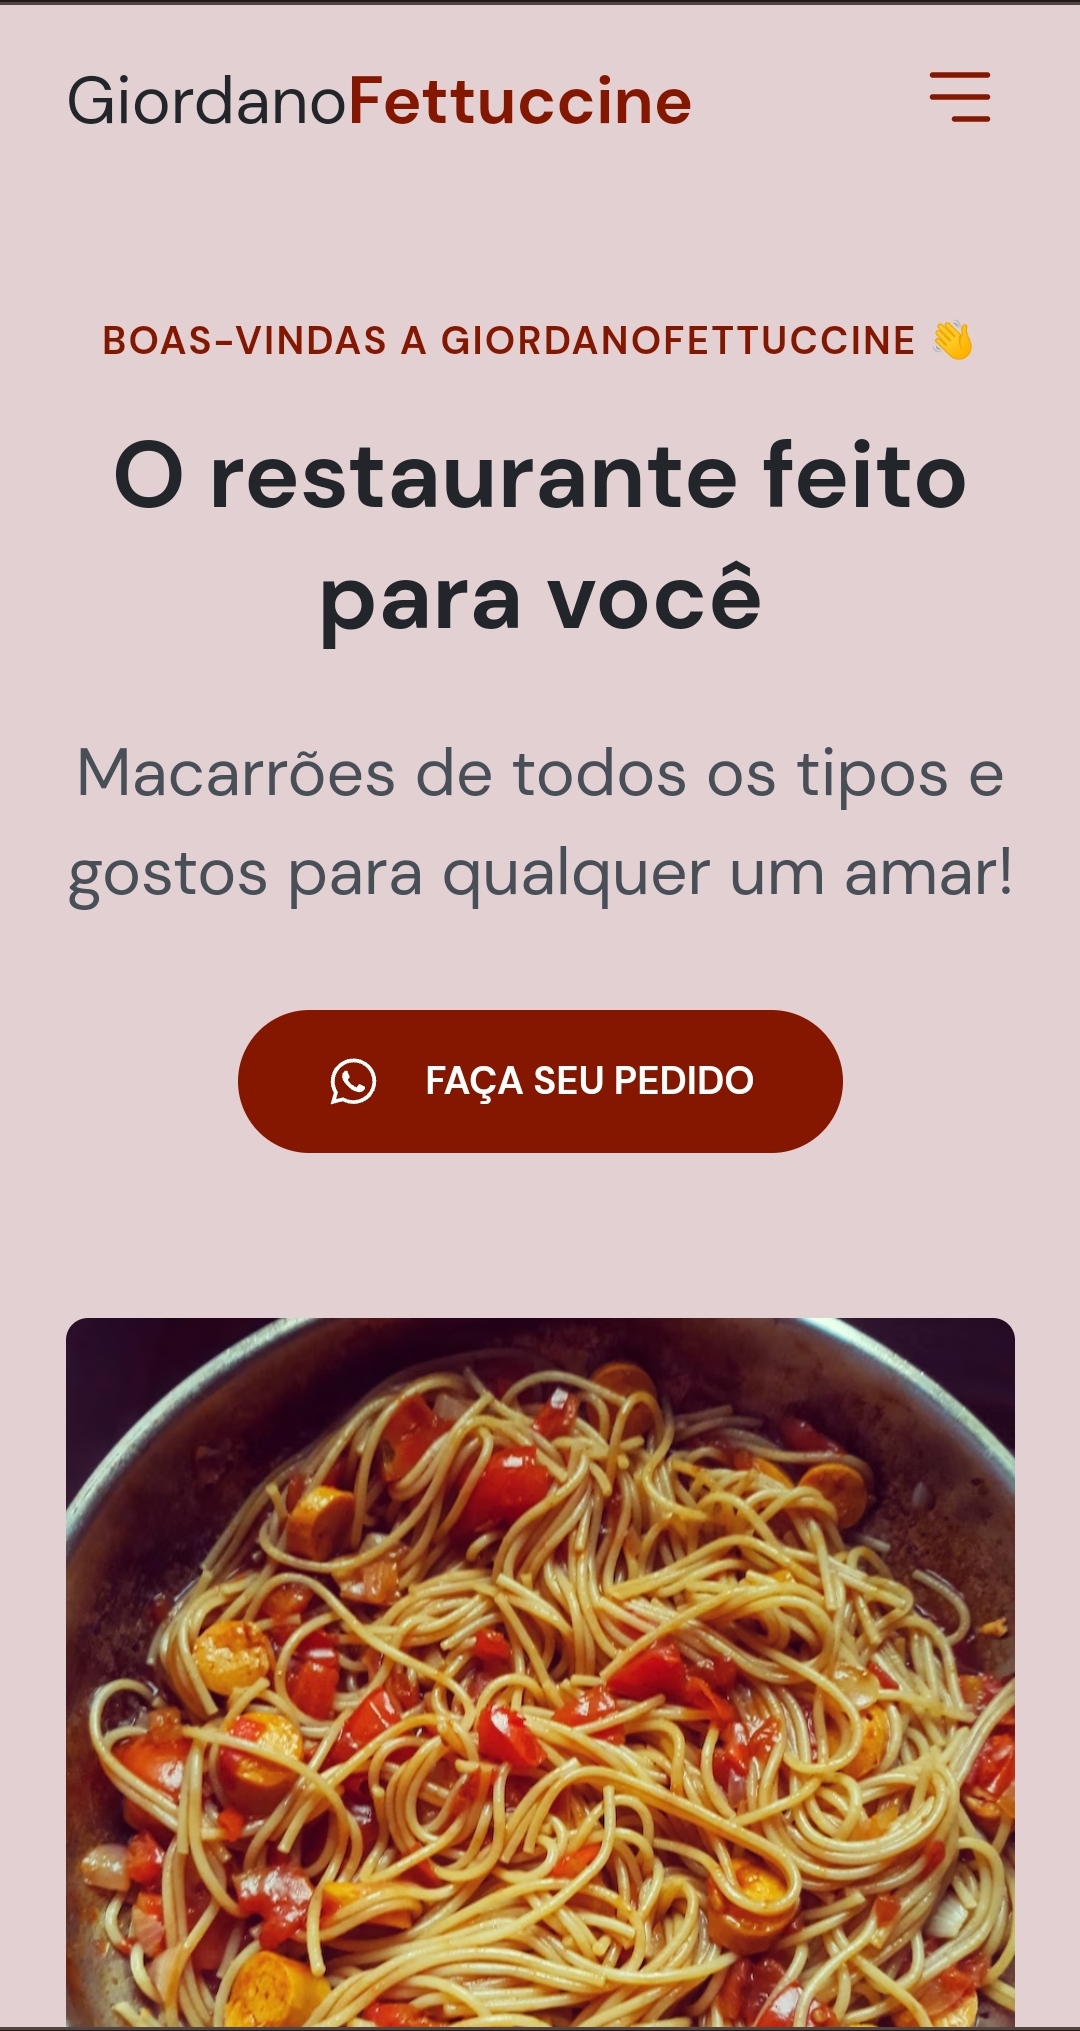 GiordanoFettuccine
BOAS-VINDAS A GIORDANOFETTUCCINE 👋
O restaurante feito
para você
Macarrões de todos os tipos e
gostos para qualquer um amar!
FAÇA SEU PEDIDO